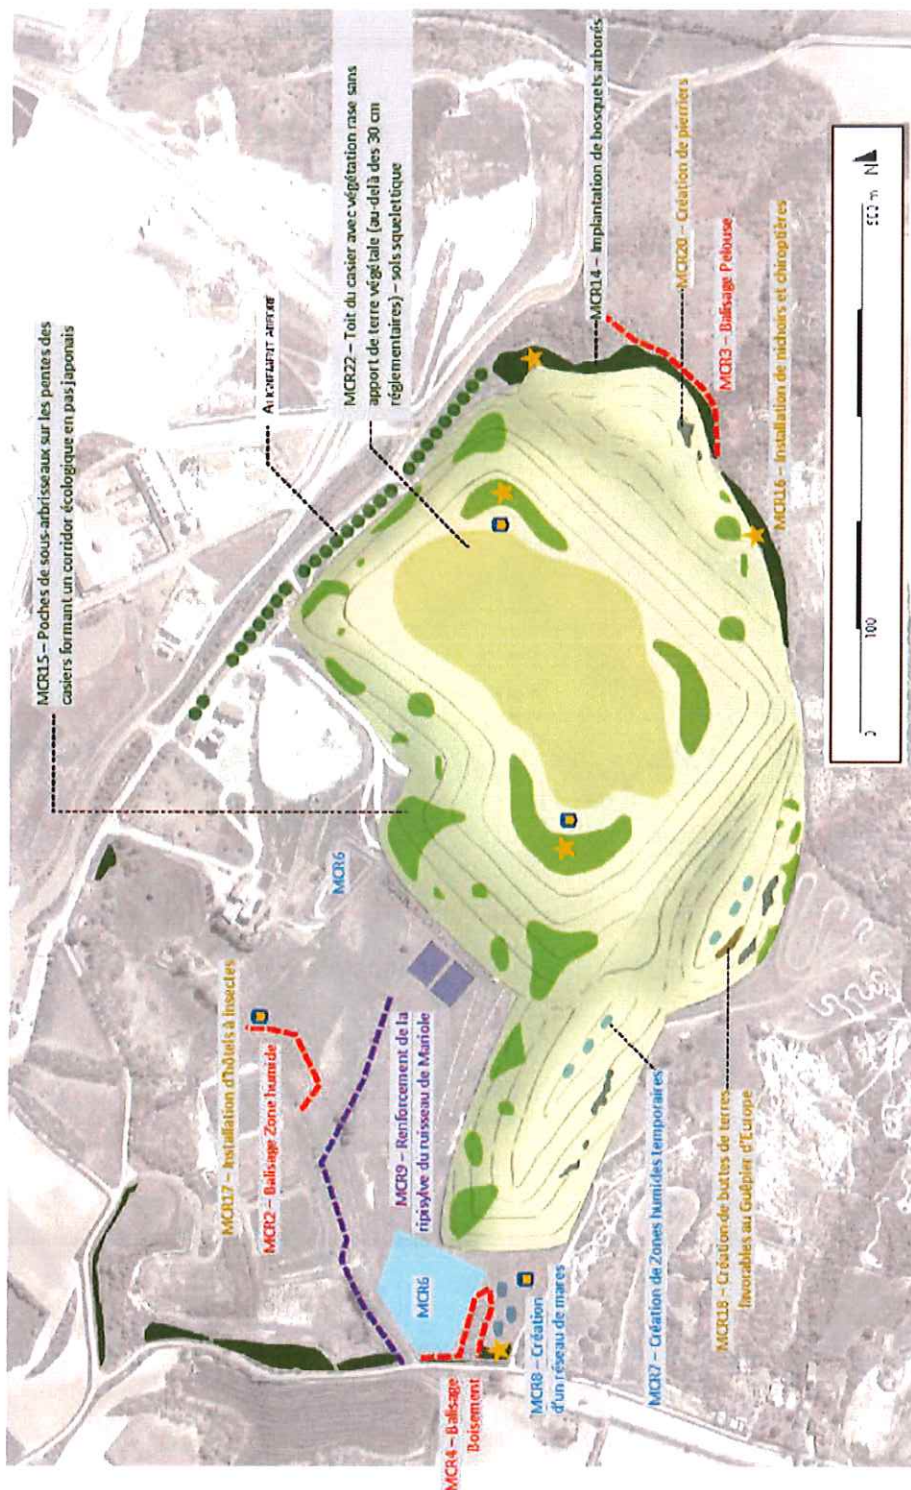 MCR15 – Poches de sous-arbrisseaux sur les pentes des
casiers formant un corridor écologique en pas japonais
ALIGNEMENT ARBORE
MCR22 – Toit du casier avec végétation rase sans
apport de terre végétale (au-delà des 30 cm
réglementaires) – sols squelettique
MCR14 – Implantation de bosquets arborés
MCR20 – Création de pierriers
MCR3 – Balisage Pelouse
MCR16 – Installation de nichoirs et chiroptières
MCR6
MCR17 – Installation d'hôtels à insectes
MCR2 – Balisage Zone humide
MCR9 – Renforcement de la
ripisylve du ruisseau de Mariole
MCR6
MCR4 – Balisage
Boisement
MCR8 – Création
d'un réseau de mares
MCR7 – Création de Zones humides temporaires
MCR18 – Création de buttes de terres
favorables au Guêpier d'Europe
0 100 500 m N